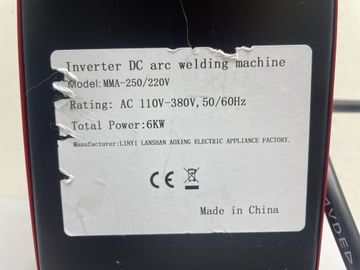 Inverter DC arc welding machine
Model:MMA-250/220V
Rating: AC 110V-380V,50/60Hz
Total Power:6KW
Manufacturer:LINYI LANSHAN AOXING ELECTRIC APPLIANCE FACTORY.
CE
Made in China
VDE